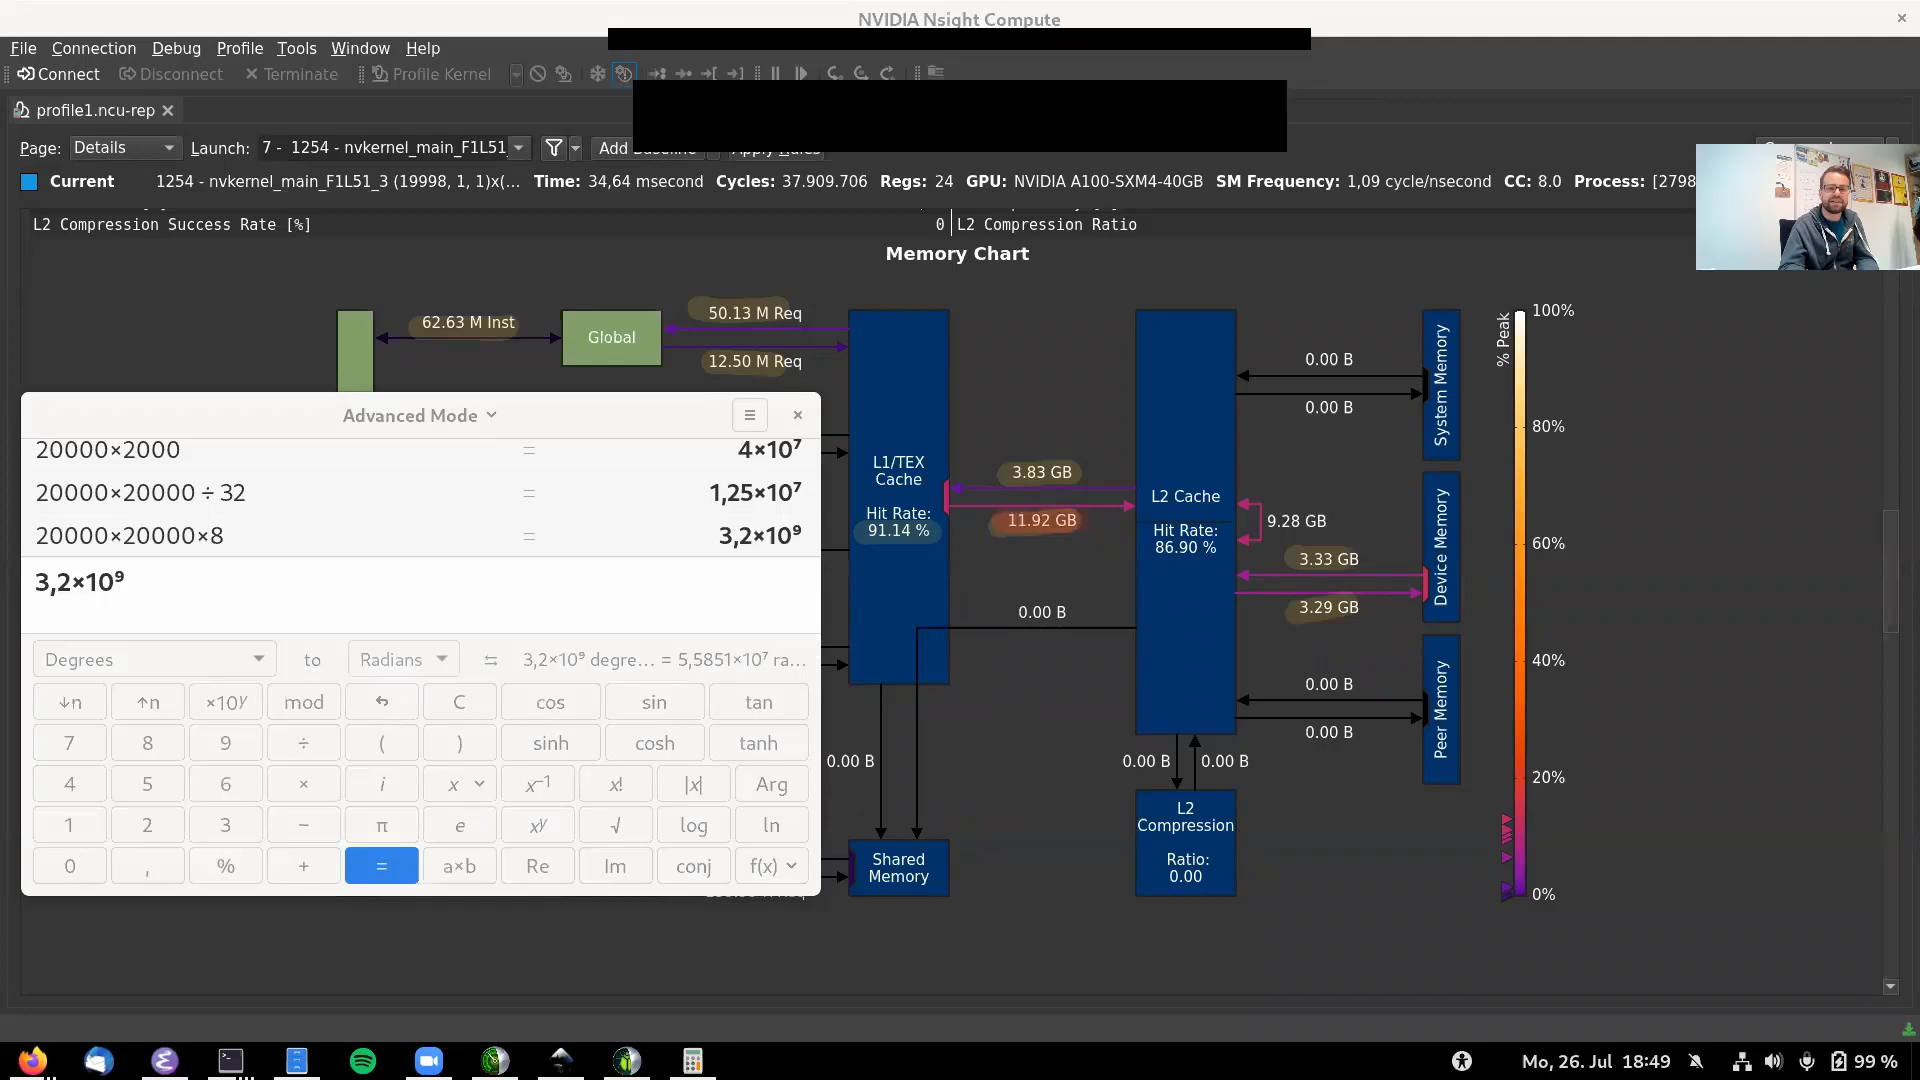 NVIDIA Nsight Compute
×
File Connection Debug Profile Tools Window Help
Connect Disconnect Terminate Profile Kernel
profile1.ncu-rep
Page: Details Launch: 7 - 1254 - nvkernel_main_F1L51_ Add Baseline Apply Rules
Current 1254 - nvkernel_main_F1L51_3 (19998, 1, 1)x(... Time: 34,64 msecond Cycles: 37.909.706 Regs: 24 GPU: NVIDIA A100-SXM4-40GB SM Frequency: 1,09 cycle/nsecond CC: 8.0 Process: [2798
L2 Compression Success Rate [%] 0 L2 Compression Ratio
Memory Chart
62.63 M Inst
Global
50.13 M Req
12.50 M Req
L1/TEX
Cache
Hit Rate:
91.14 %
3.83 GB
11.92 GB
0.00 B
L2 Cache
Hit Rate:
86.90 %
9.28 GB
0.00 B
0.00 B
System Memory
3.33 GB
3.29 GB
Device Memory
0.00 B
0.00 B
Peer Memory
0.00 B
0.00 B
0.00 B
Shared
Memory
L2
Compression
Ratio:
0.00
% Peak
100%
80%
60%
40%
20%
0%
Advanced Mode
20000×2000 = 4×10⁷
20000×20000 ÷ 32 = 1,25×10⁷
20000×20000×8 = 3,2×10⁹
3,2×10⁹
Degrees to Radians 3,2×10⁹ degre... = 5,5851×10⁷ ra...
↓n ↑n ×10ʸ mod C cos sin tan
7 8 9 ÷ ( ) sinh cosh tanh
4 5 6 × i x x⁻¹ x! |x| Arg
1 2 3 − π e xʸ √ log ln
0 , % + = a×b Re Im conj f(x)
Mo, 26. Jul 18:49 99 %